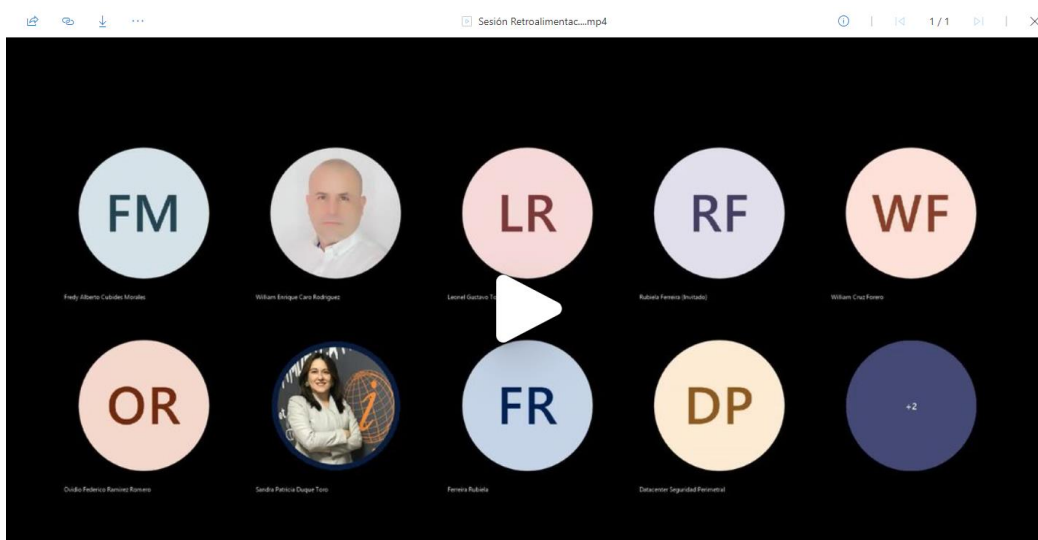 Sesión Retroalimentac....mp4
1 / 1
FM
LR
RF
WF
Fredy Alberto Cubides Morales
William Enrique Caro Rodriguez
Leonel Gustavo
Rubiela Ferreira (Invitado)
William Cruz Forero
OR
FR
DP
+2
Ovidio Federico Ramirez Romero
Sandra Patricia Duque Toro
Ferreira Rubiela
Datacenter Seguridad Perimetral